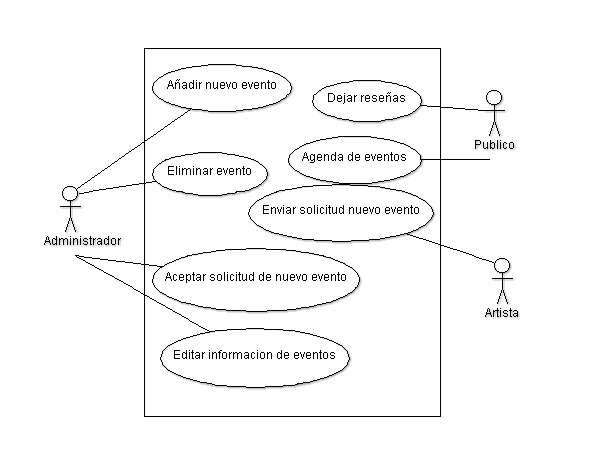 Añadir nuevo evento
Dejar reseñas
Publico
Agenda de eventos
Eliminar evento
Enviar solicitud nuevo evento
Administrador
Aceptar solicitud de nuevo evento
Artista
Editar informacion de eventos